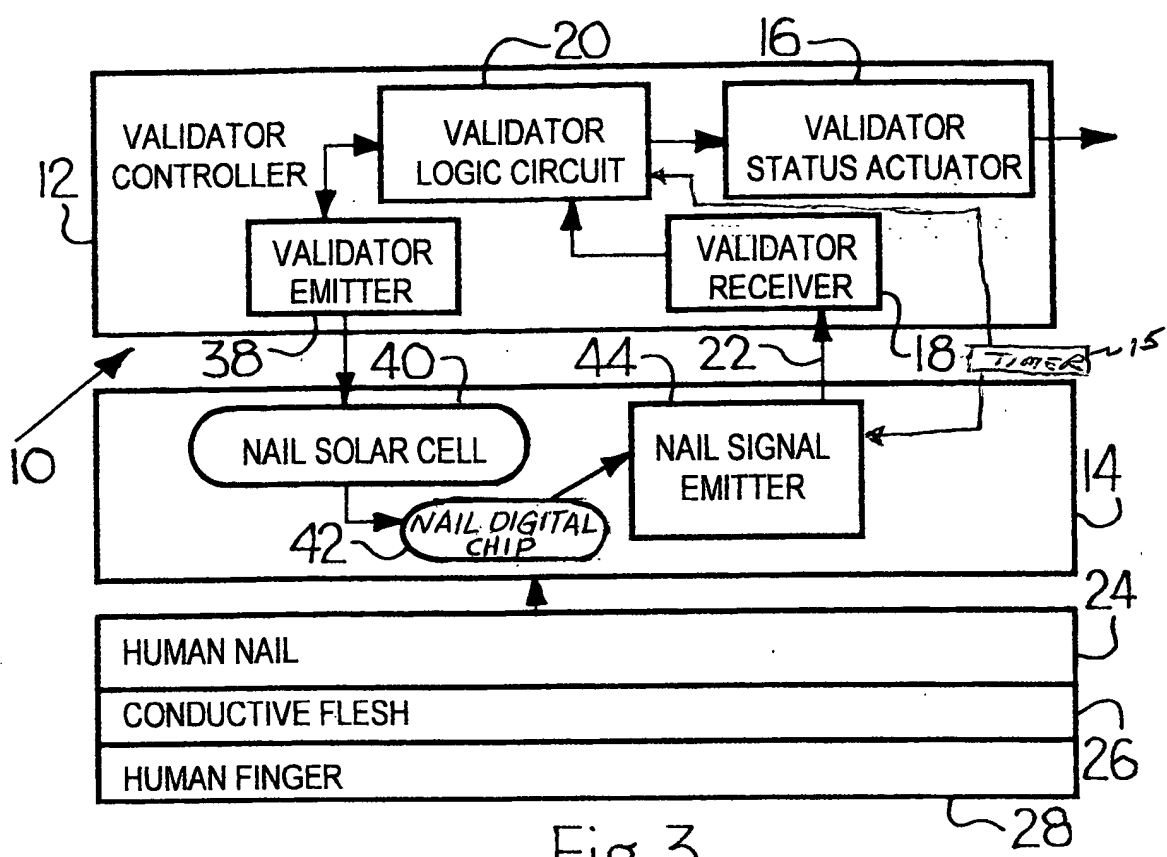 20
16
VALIDATOR
CONTROLLER
VALIDATOR
LOGIC CIRCUIT
VALIDATOR
STATUS ACTUATOR
12
VALIDATOR
EMITTER
VALIDATOR
RECEIVER
38
40
44
22
18
TIMER
15
10
NAIL SOLAR CELL
NAIL SIGNAL
EMITTER
14
42
NAIL DIGITAL
CHIP
24
HUMAN NAIL
CONDUCTIVE FLESH
26
HUMAN FINGER
28
Fig. 3